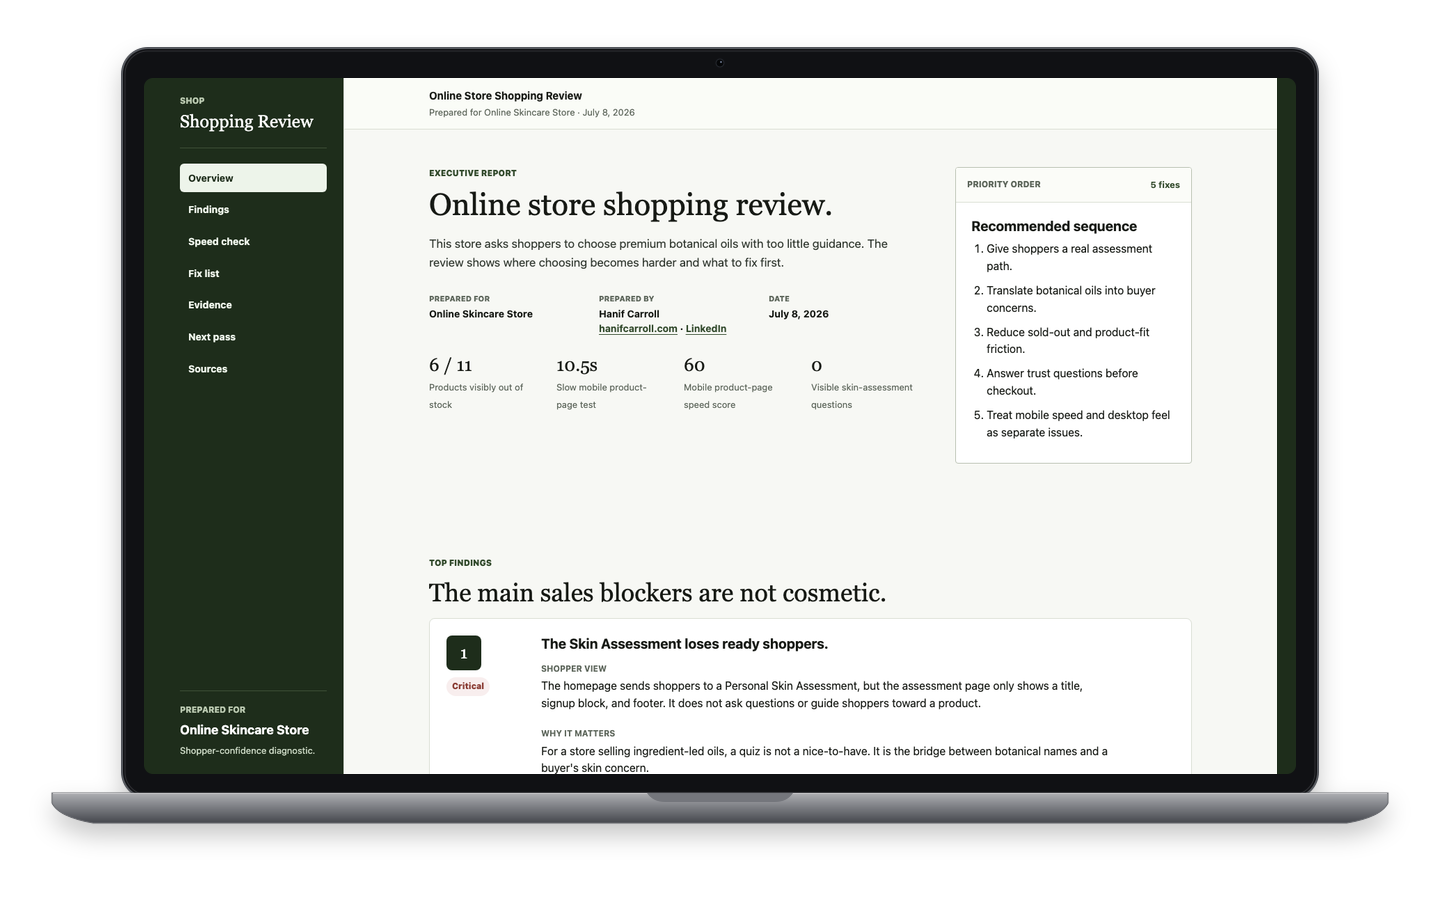 SHOP
Shopping Review
Overview
Findings
Speed check
Fix list
Evidence
Next pass
Sources
PREPARED FOR
Online Skincare Store
Shopper-confidence diagnostic.
Online Store Shopping Review
Prepared for Online Skincare Store · July 8, 2026
EXECUTIVE REPORT
Online store shopping review.
This store asks shoppers to choose premium botanical oils with too little guidance. The
review shows where choosing becomes harder and what to fix first.
PREPARED FOR
Online Skincare Store
PREPARED BY
Hanif Carroll
hanifcarroll.com · LinkedIn
DATE
July 8, 2026
6 / 11
Products visibly out of
stock
10.5s
Slow mobile product-
page test
60
Mobile product-page
speed score
0
Visible skin-assessment
questions
PRIORITY ORDER
5 fixes
Recommended sequence
1. Give shoppers a real assessment
path.
2. Translate botanical oils into buyer
concerns.
3. Reduce sold-out and product-fit
friction.
4. Answer trust questions before
checkout.
5. Treat mobile speed and desktop feel
as separate issues.
TOP FINDINGS
The main sales blockers are not cosmetic.
1
Critical
The Skin Assessment loses ready shoppers.
SHOPPER VIEW
The homepage sends shoppers to a Personal Skin Assessment, but the assessment page only shows a title,
signup block, and footer. It does not ask questions or guide shoppers toward a product.
WHY IT MATTERS
For a store selling ingredient-led oils, a quiz is not a nice-to-have. It is the bridge between botanical names and a
buyer's skin concern.